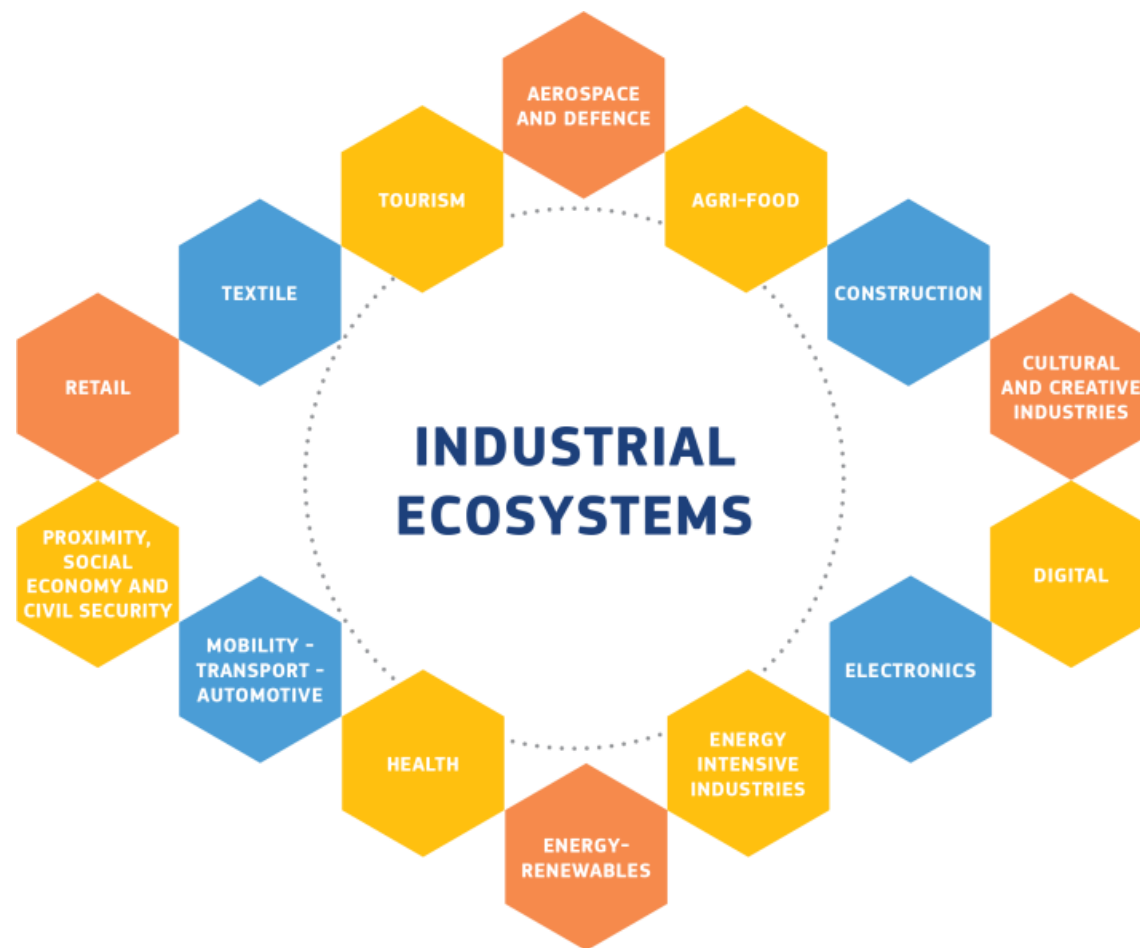 AEROSPACE
AND DEFENCE
TOURISM
AGRI-FOOD
TEXTILE
CONSTRUCTION
RETAIL
CULTURAL
AND CREATIVE
INDUSTRIES
INDUSTRIAL
ECOSYSTEMS
PROXIMITY,
SOCIAL
ECONOMY AND
CIVIL SECURITY
DIGITAL
MOBILITY -
TRANSPORT -
AUTOMOTIVE
ELECTRONICS
HEALTH
ENERGY
INTENSIVE
INDUSTRIES
ENERGY-
RENEWABLES